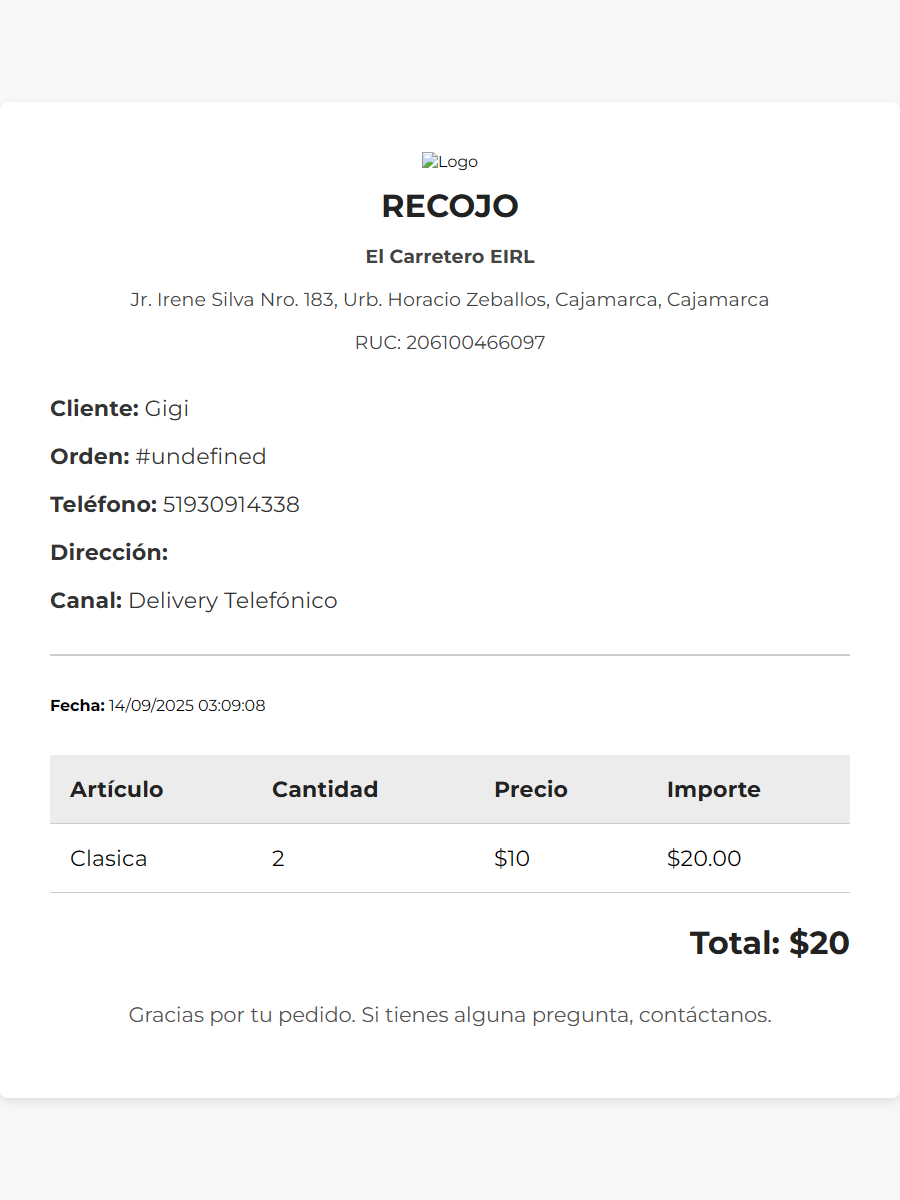 Logo
RECOJO
El Carretero EIRL
Jr. Irene Silva Nro. 183, Urb. Horacio Zeballos, Cajamarca, Cajamarca
RUC: 206100466097
Cliente: Gigi
Orden: #undefined
Teléfono: 51930914338
Dirección:
Canal: Delivery Telefónico
Fecha: 14/09/2025 03:09:08
Artículo Cantidad Precio Importe
Clasica 2 $10 $20.00
Total: $20
Gracias por tu pedido. Si tienes alguna pregunta, contáctanos.